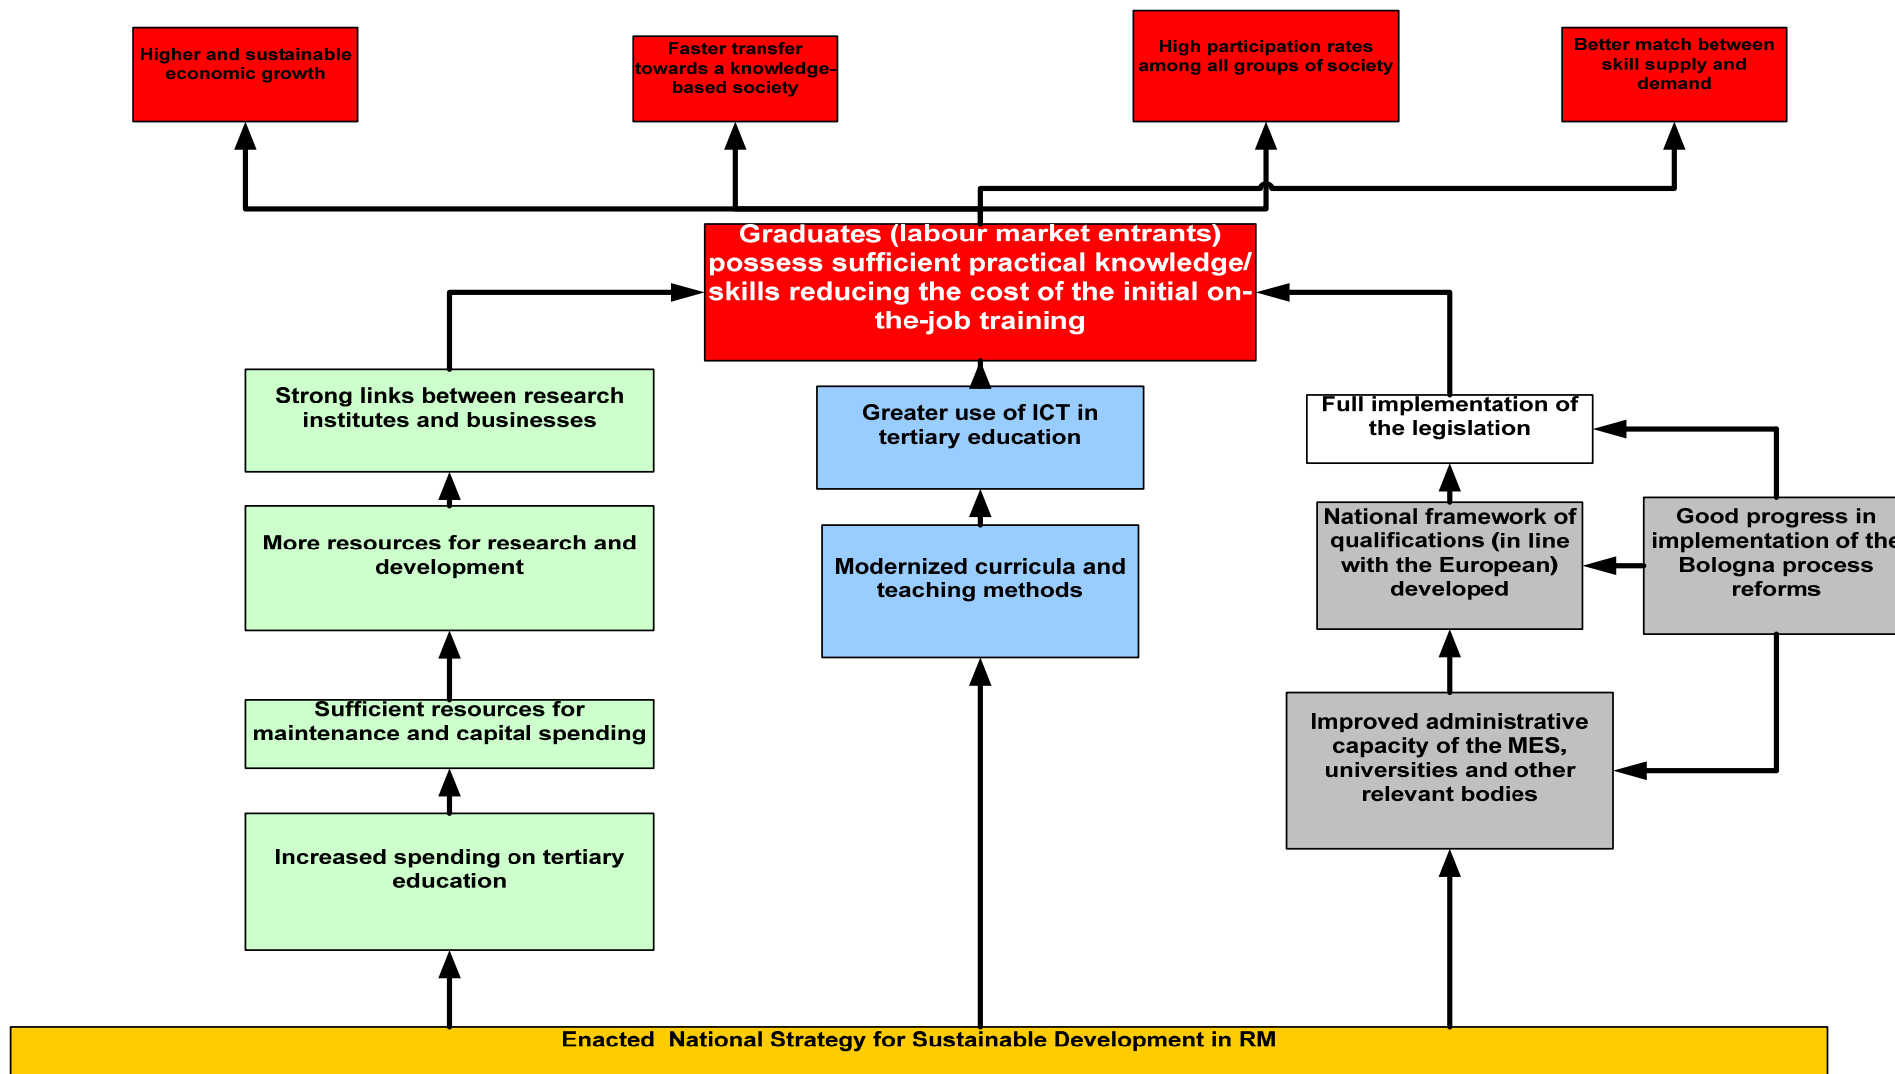 Higher and sustainable
economic growth
Faster transfer
towards a knowledge-
based society
High participation rates
among all groups of society
Better match between
skill supply and
demand
Graduates (labour market entrants)
possess sufficient practical knowledge/
skills reducing the cost of the initial on-
the-job training
Strong links between research
institutes and businesses
Greater use of ICT in
tertiary education
Full implementation of
the legislation
More resources for research and
development
Modernized curricula and
teaching methods
National framework of
qualifications (in line
with the European)
developed
Good progress in
implementation of the
Bologna process
reforms
Sufficient resources for
maintenance and capital spending
Improved administrative
capacity of the MES,
universities and other
relevant bodies
Increased spending on tertiary
education
Enacted  National Strategy for Sustainable Development in RM